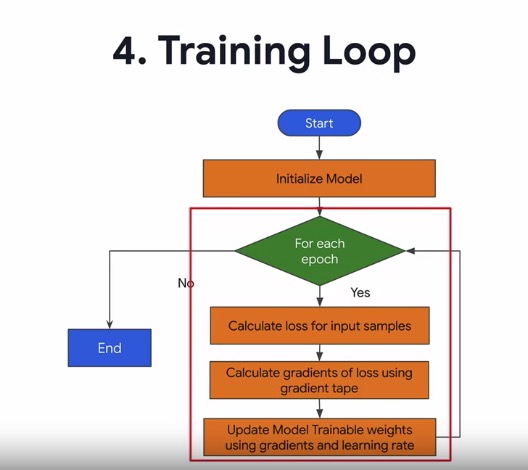 4. Training Loop
Start
Initialize Model
For each
epoch
No
Yes
Calculate loss for input samples
End
Calculate gradients of loss using
gradient tape
Update Model Trainable weights
using gradients and learning rate